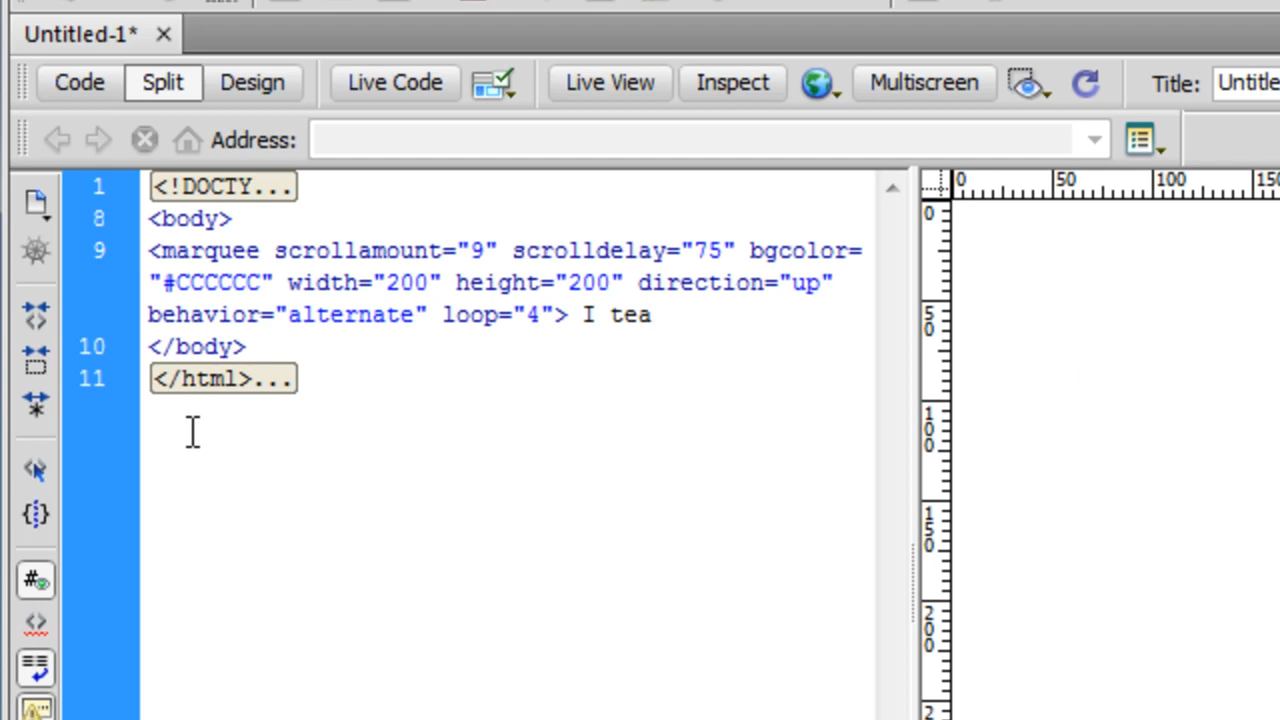 Untitled-1*
Code Split Design Live Code Live View Inspect Multiscreen Title: Untitle
Address:
0 50 100 150
1 <!DOCTY...
8 <body>
9 <marquee scrollamount="9" scrolldelay="75" bgcolor=
"#CCCCCC" width="200" height="200" direction="up"
behavior="alternate" loop="4"> I tea
10 </body>
11 </html>...
0
50
100
150
200
2